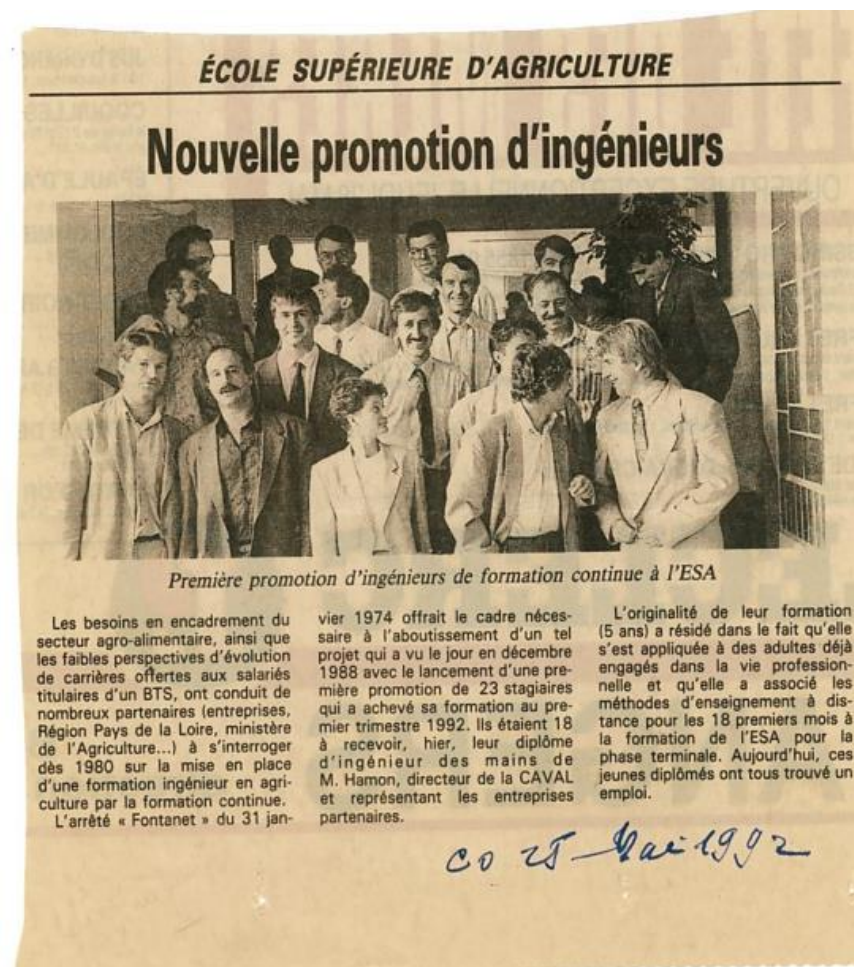 ÉCOLE SUPÉRIEURE D'AGRICULTURE
Nouvelle promotion d'ingénieurs
Première promotion d'ingénieurs de formation continue à l'ESA
Les besoins en encadrement du
secteur agro-alimentaire, ainsi que
les faibles perspectives d'évolution
de carrières offertes aux salariés
titulaires d'un BTS, ont conduit de
nombreux partenaires (entreprises,
Région Pays de la Loire, ministère
de l'Agriculture...) à s'interroger
dès 1980 sur la mise en place
d'une formation ingénieur en agri-
culture par la formation continue.
L'arrêté « Fontanet » du 31 jan-
vier 1974 offrait le cadre néces-
saire à l'aboutissement d'un tel
projet qui a vu le jour en décembre
1988 avec le lancement d'une pre-
mière promotion de 23 stagiaires
qui a achevé sa formation au pre-
mier trimestre 1992. Ils étaient 18
à recevoir, hier, leur diplôme
d'ingénieur des mains de
M. Hamon, directeur de la CAVAL
et représentant les entreprises
partenaires.
L'originalité de leur formation
(5 ans) a résidé dans le fait qu'elle
s'est appliquée à des adultes déjà
engagés dans la vie profession-
nelle et qu'elle a associé les
méthodes d'enseignement à dis-
tance pour les 18 premiers mois à
la formation de l'ESA pour la
phase terminale. Aujourd'hui, ces
jeunes diplômés ont tous trouvé un
emploi.
CO 25 Mai 1992